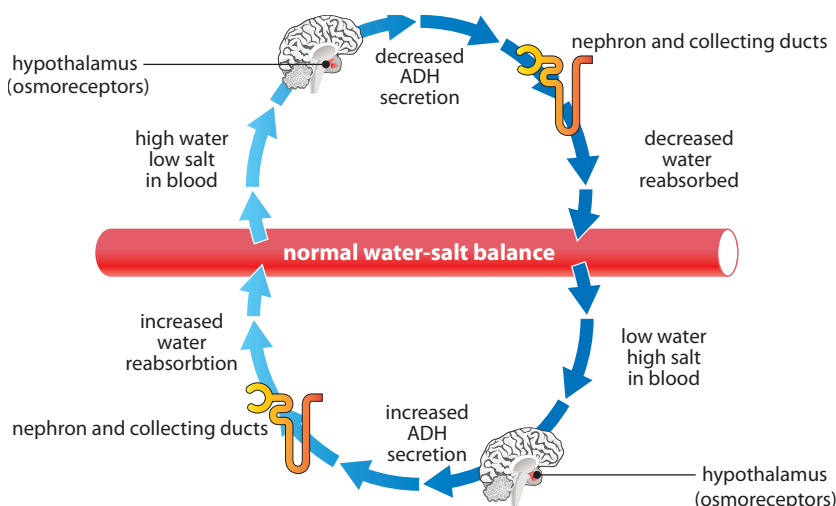 hypothalamus
(osmoreceptors)
decreased
ADH
secretion
nephron and collecting ducts
high water
low salt
in blood
decreased
water
reabsorbed
normal water-salt balance
increased
water
reabsorbtion
low water
high salt
in blood
nephron and collecting ducts
increased
ADH
secretion
hypothalamus
(osmoreceptors)